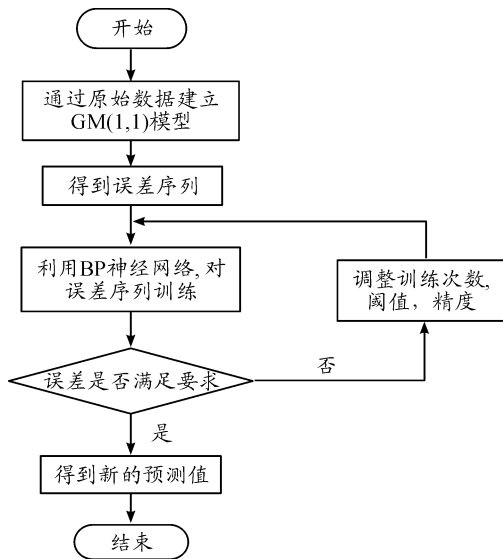 开始
通过原始数据建立
GM(1,1)模型
得到误差序列
利用BP神经网络, 对
误差序列训练
调整训练次数,
阈值，精度
误差是否满足要求
否
是
得到新的预测值
结束